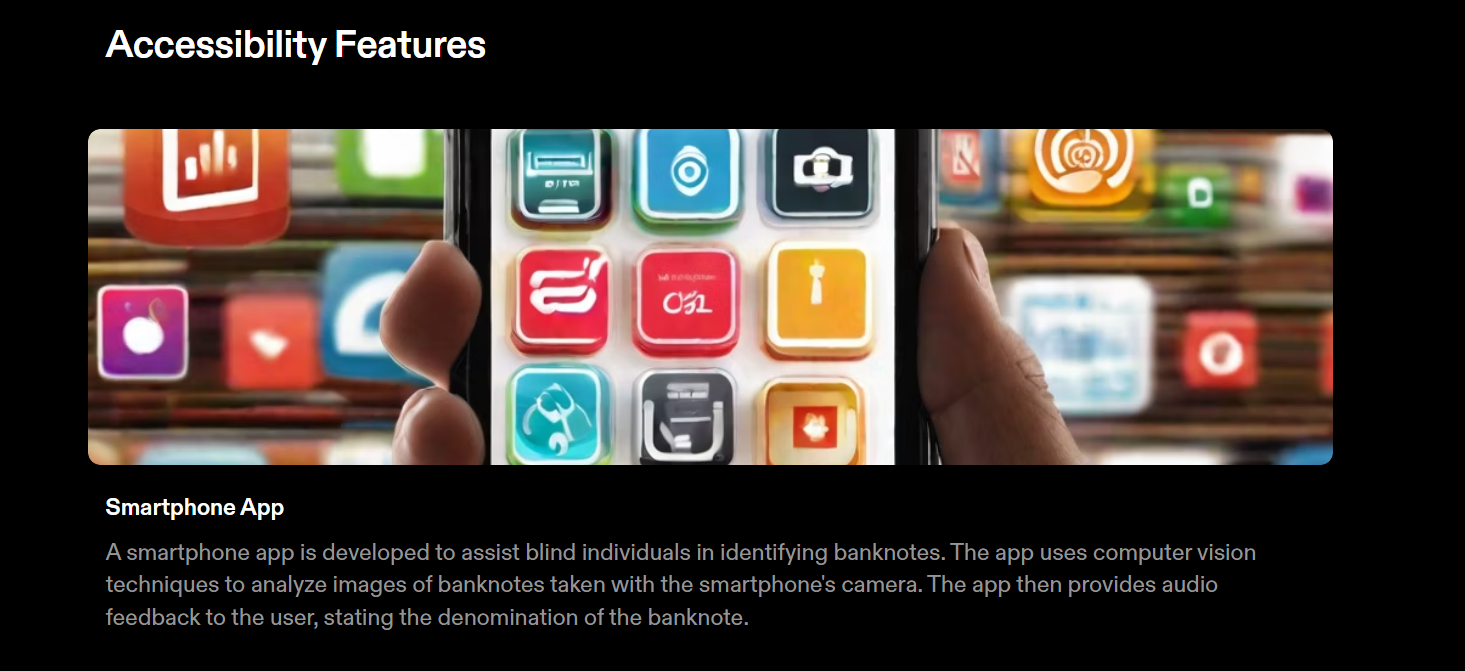 Accessibility Features
Smartphone App
A smartphone app is developed to assist blind individuals in identifying banknotes. The app uses computer vision
techniques to analyze images of banknotes taken with the smartphone's camera. The app then provides audio
feedback to the user, stating the denomination of the banknote.